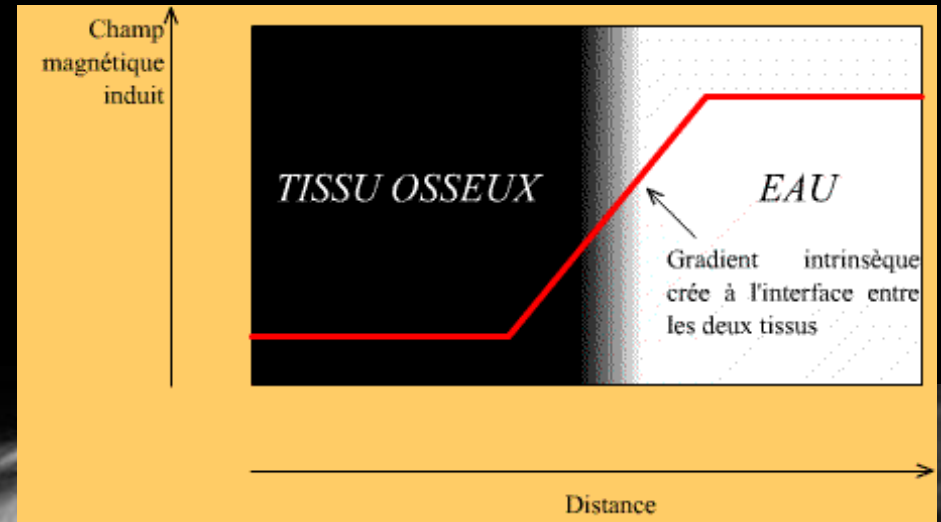 Champ
magnétique
induit
TISSU OSSEUX
EAU
Gradient intrinsèque
crée à l'interface entre
les deux tissus
Distance